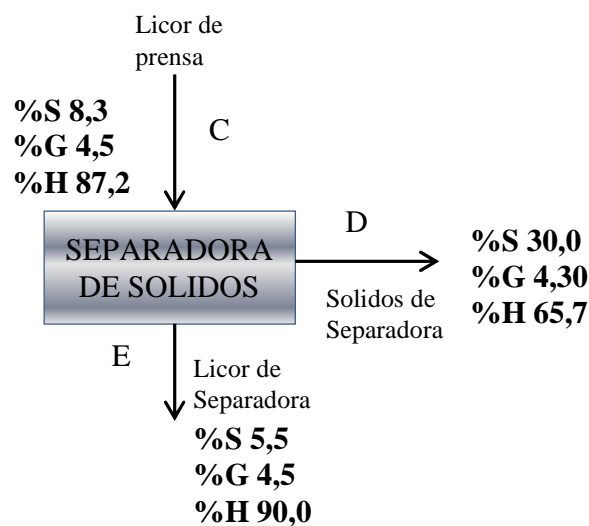 Licor de
prensa
%S 8,3
%G 4,5
%H 87,2
C
SEPARADORA
DE SOLIDOS
D
%S 30,0
%G 4,30
%H 65,7
Solidos de
Separadora
E
Licor de
Separadora
%S 5,5
%G 4,5
%H 90,0